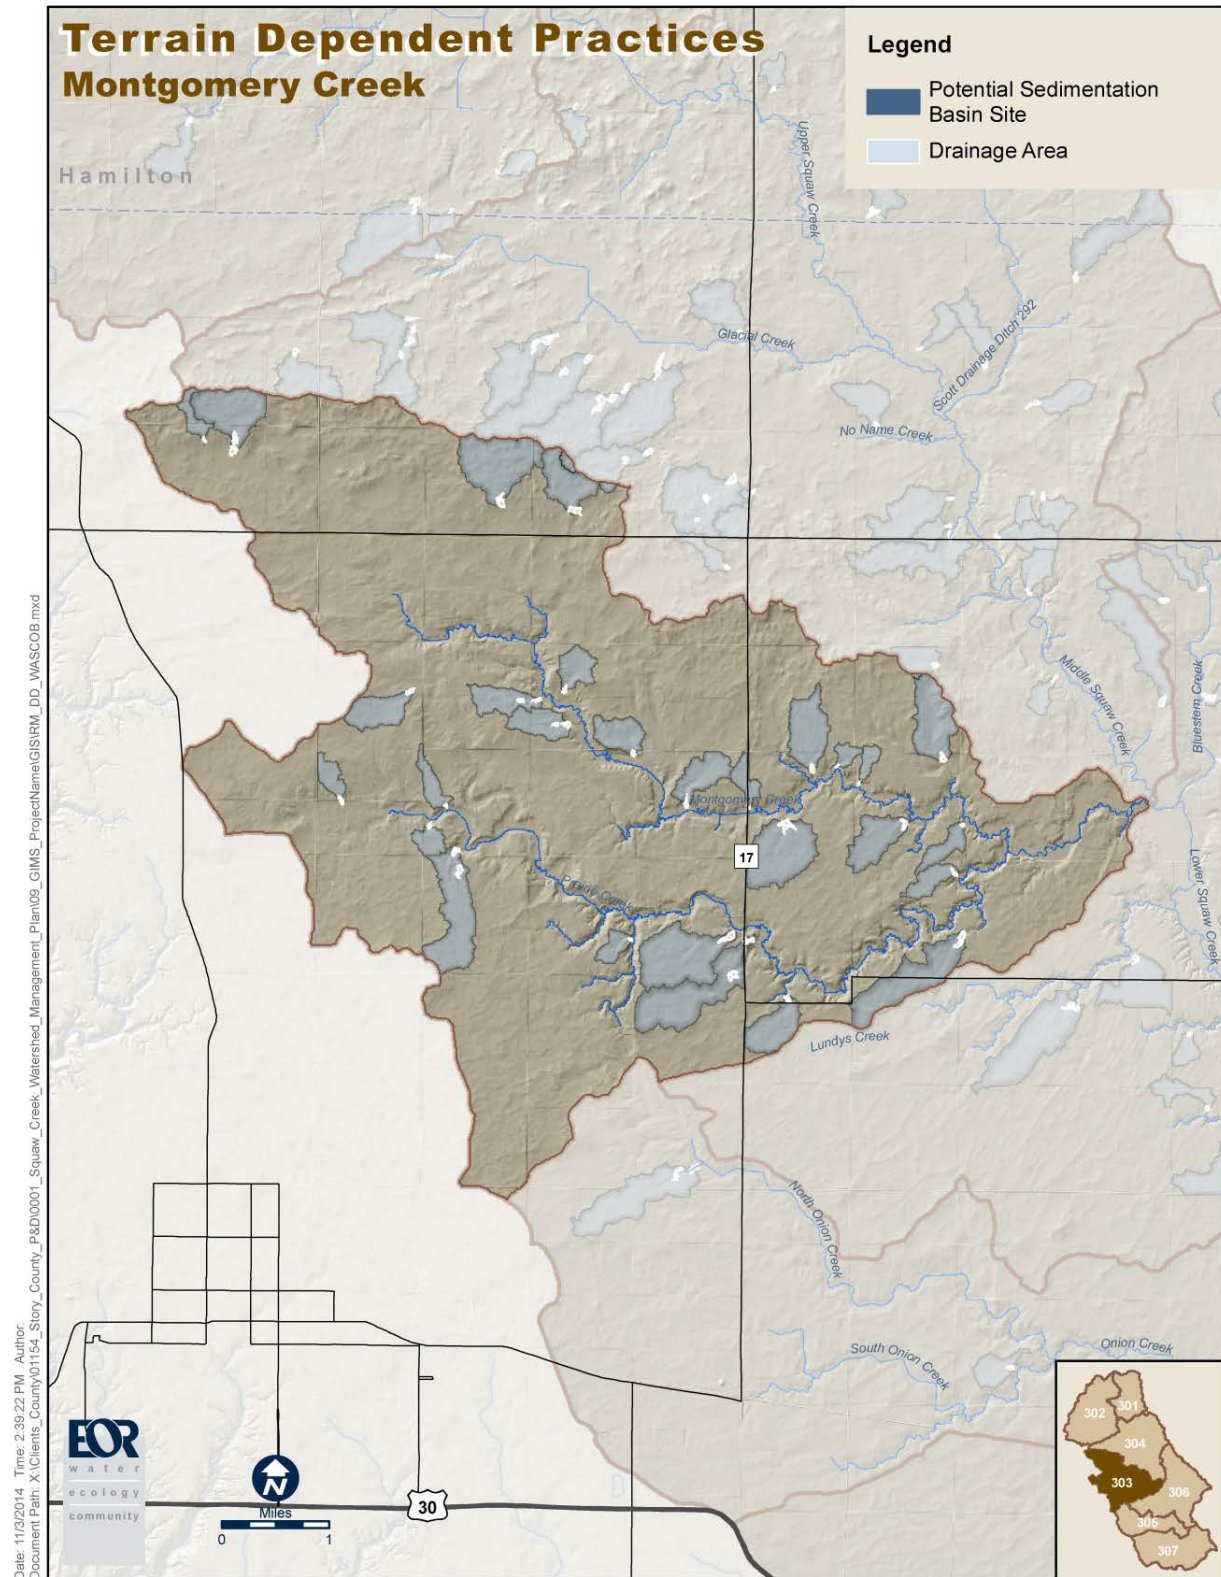 Terrain Dependent Practices
Montgomery Creek
Legend
Potential Sedimentation
Basin Site
Drainage Area
Hamilton
Upper Squaw Creek
Glacial Creek
Scott Drainage Ditch 292
No Name Creek
Middle Squaw Creek
Bluestem Creek
Montgomery Creek
17
Lower Squaw Creek
Prairie Creek
Lundys Creek
North Onion Creek
South Onion Creek
Onion Creek
EOR
water
ecology
community
N
Miles
0 1
30
302
301
304
303
306
305
307
Date: 11/3/2014 Time: 2:39:22 PM Author:
Document Path: X:\Clients_County\01154_Story_County_P&D\0001_Squaw_Creek_Watershed_Management_Plan\09_GIMS_ProjectName\GIS\RM_DD_WASCOB.mxd